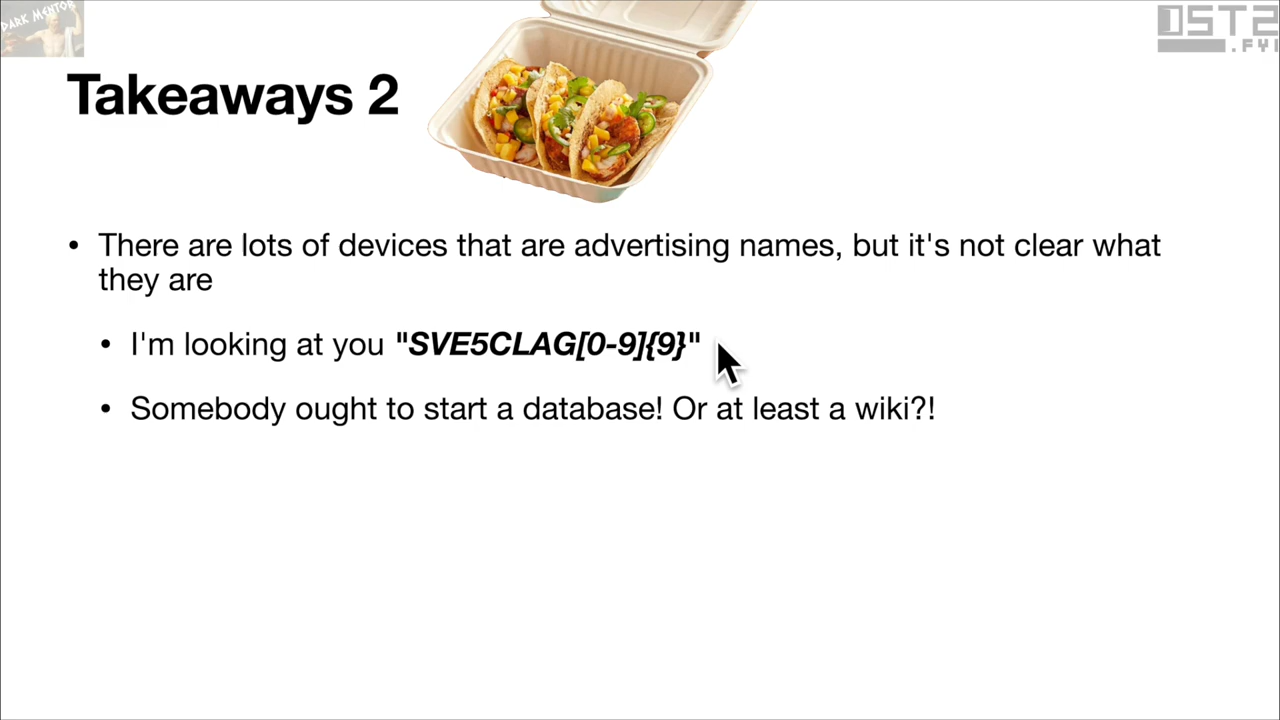 DARK MENTOR
OST2
.FYI
Takeaways 2
• There are lots of devices that are advertising names, but it's not clear what
they are
• I'm looking at you "SVE5CLAG[0-9]{9}"
• Somebody ought to start a database! Or at least a wiki?!